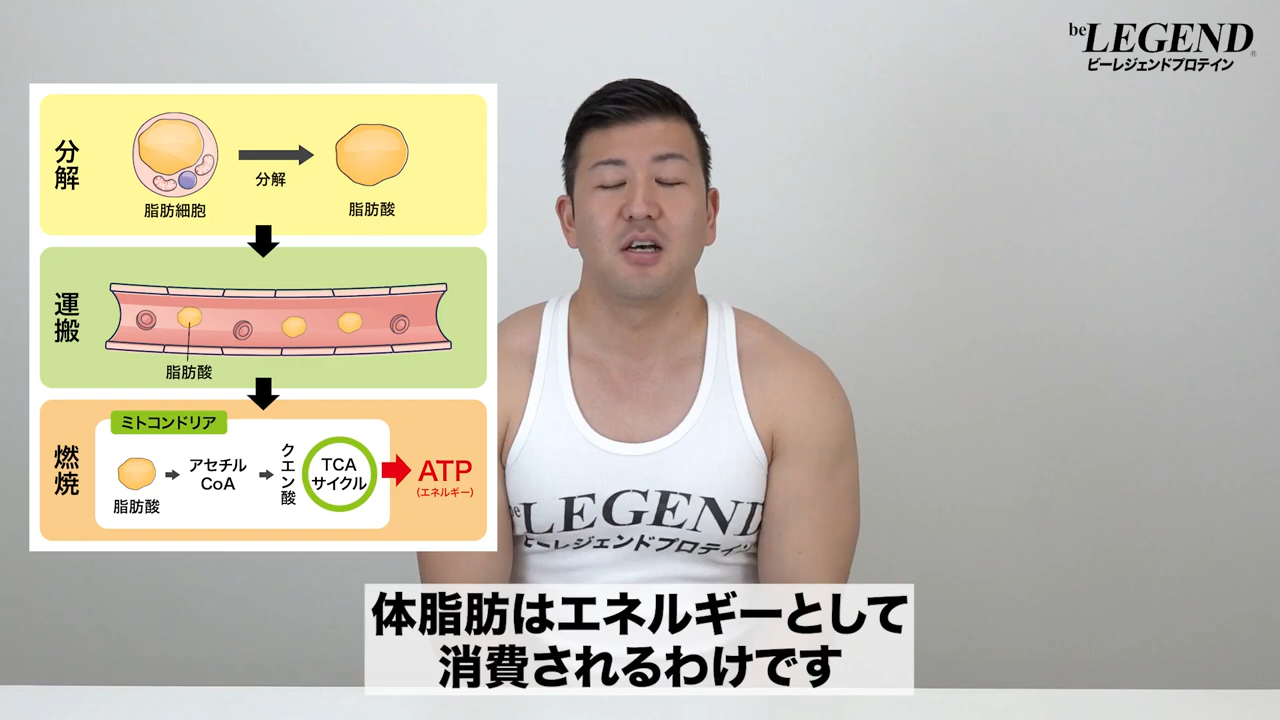 be LEGEND®
ビーレジェンドプロテイン
分解
脂肪細胞
分解
脂肪酸
運搬
脂肪酸
燃焼
ミトコンドリア
脂肪酸
アセチル
CoA
クエン酸
TCA
サイクル
ATP
(エネルギー)
be LEGEND
ビーレジェンドプロテイン
体脂肪はエネルギーとして
消費されるわけです